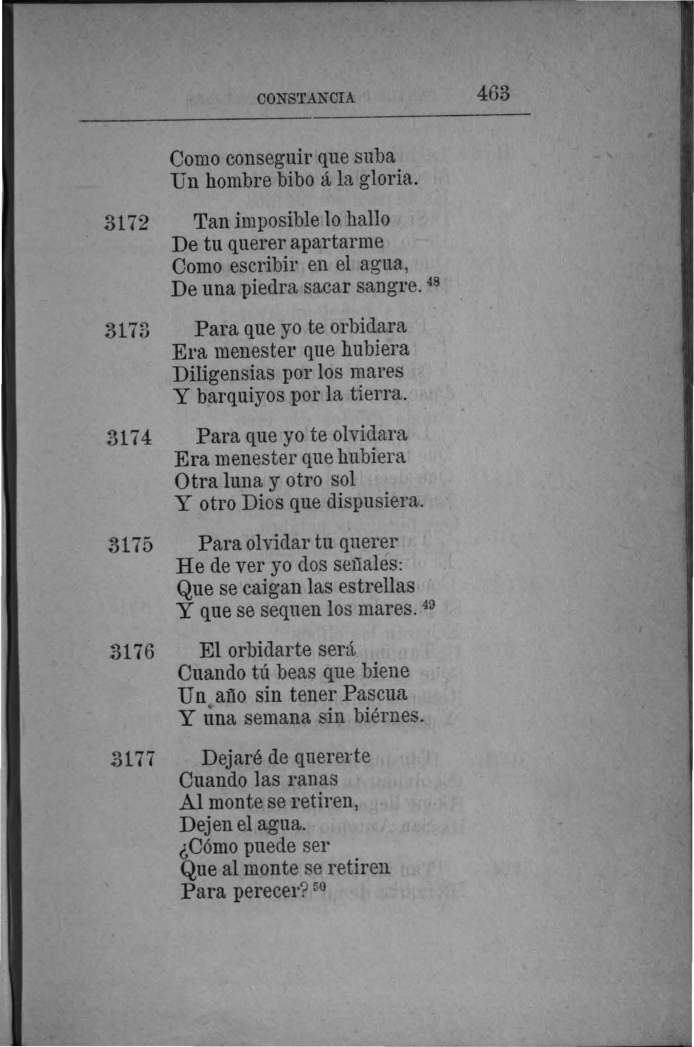 CONSTANCIA 463
Como conseguir que suba
Un hombre bibo á la gloria.
3172 Tan imposible lo hallo
De tu querer apartarme
Como escribir en el agua,
De una piedra sacar sangre. 48
3173 Para que yo te orbidara
Era menester que hubiera
Diligensias por los mares
Y barquiyos por la tierra.
3174 Para que yo te olvidara
Era menester que hubiera
Otra luna y otro sol
Y otro Dios que dispusiera.
3175 Para olvidar tu querer
He de ver yo dos señales:
Que se caigan las estrellas
Y que se sequen los mares. 49
3176 El orbidarte será
Cuando tú beas que biene
Un año sin tener Pascua
Y una semana sin biérnes.
3177 Dejaré de quererte
Cuando las ranas
Al monte se retiren,
Dejen el agua.
¿Cómo puede ser
Que al monte se retiren
Para perecer? 50